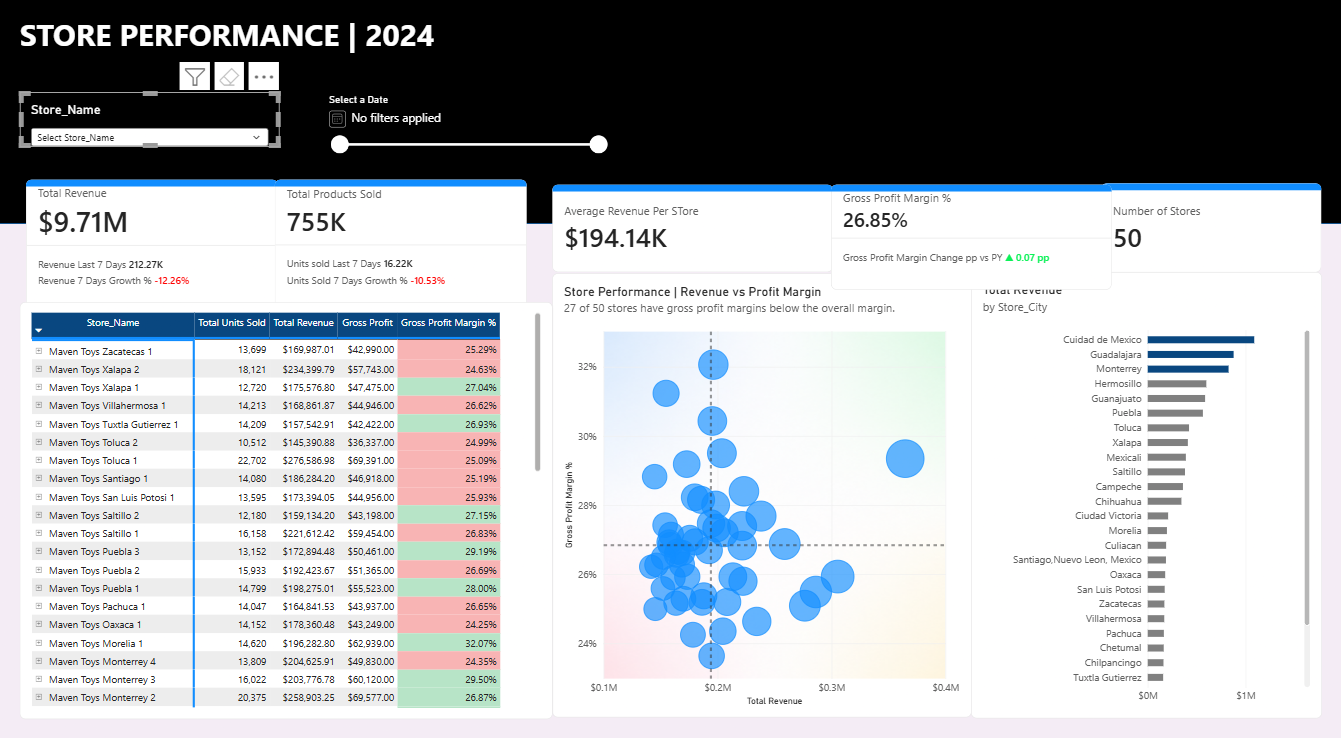 STORE PERFORMANCE | 2024
Store_Name
Select Store_Name
Select a Date
No filters applied
Total Revenue
$9.71M
Revenue Last 7 Days 212.27K
Revenue 7 Days Growth % -12.26%
Total Products Sold
755K
Units sold Last 7 Days 16.22K
Units Sold 7 Days Growth % -10.53%
Average Revenue Per STore
$194.14K
Gross Profit Margin %
26.85%
Gross Profit Margin Change pp vs PY ▲ 0.07 pp
Number of Stores
50
Store_Name Total Units Sold Total Revenue Gross Profit Gross Profit Margin %
Maven Toys Zacatecas 1 13,699 $169,987.01 $42,990.00 25.29%
Maven Toys Xalapa 2 18,121 $234,399.79 $57,743.00 24.63%
Maven Toys Xalapa 1 12,720 $175,576.80 $47,475.00 27.04%
Maven Toys Villahermosa 1 14,213 $168,861.87 $44,946.00 26.62%
Maven Toys Tuxtla Gutierrez 1 14,209 $157,542.91 $42,422.00 26.93%
Maven Toys Toluca 2 10,512 $145,390.88 $36,337.00 24.99%
Maven Toys Toluca 1 22,702 $276,586.98 $69,391.00 25.09%
Maven Toys Santiago 1 14,080 $186,284.20 $46,918.00 25.19%
Maven Toys San Luis Potosi 1 13,595 $173,394.05 $44,956.00 25.93%
Maven Toys Saltillo 2 12,180 $159,134.20 $43,198.00 27.15%
Maven Toys Saltillo 1 16,158 $221,612.42 $59,454.00 26.83%
Maven Toys Puebla 3 13,152 $172,894.48 $50,461.00 29.19%
Maven Toys Puebla 2 15,933 $192,423.67 $51,365.00 26.69%
Maven Toys Puebla 1 14,799 $198,275.01 $55,523.00 28.00%
Maven Toys Pachuca 1 14,047 $164,841.53 $43,937.00 26.65%
Maven Toys Oaxaca 1 14,152 $178,360.48 $43,249.00 24.25%
Maven Toys Morelia 1 14,620 $196,282.80 $62,939.00 32.07%
Maven Toys Monterrey 4 13,809 $204,625.91 $49,830.00 24.35%
Maven Toys Monterrey 3 16,022 $203,776.78 $60,120.00 29.50%
Maven Toys Monterrey 2 20,375 $258,903.25 $69,577.00 26.87%
Store Performance | Revenue vs Profit Margin
27 of 50 stores have gross profit margins below the overall margin.
Gross Profit Margin %
32%
30%
28%
26%
24%
$0.1M $0.2M $0.3M $0.4M
Total Revenue
Total Revenue
by Store_City
Cuidad de Mexico
Guadalajara
Monterrey
Hermosillo
Guanajuato
Puebla
Toluca
Xalapa
Mexicali
Saltillo
Campeche
Chihuahua
Ciudad Victoria
Morelia
Culiacan
Santiago,Nuevo Leon, Mexico
Oaxaca
San Luis Potosi
Zacatecas
Villahermosa
Pachuca
Chetumal
Chilpancingo
Tuxtla Gutierrez
$0M $1M